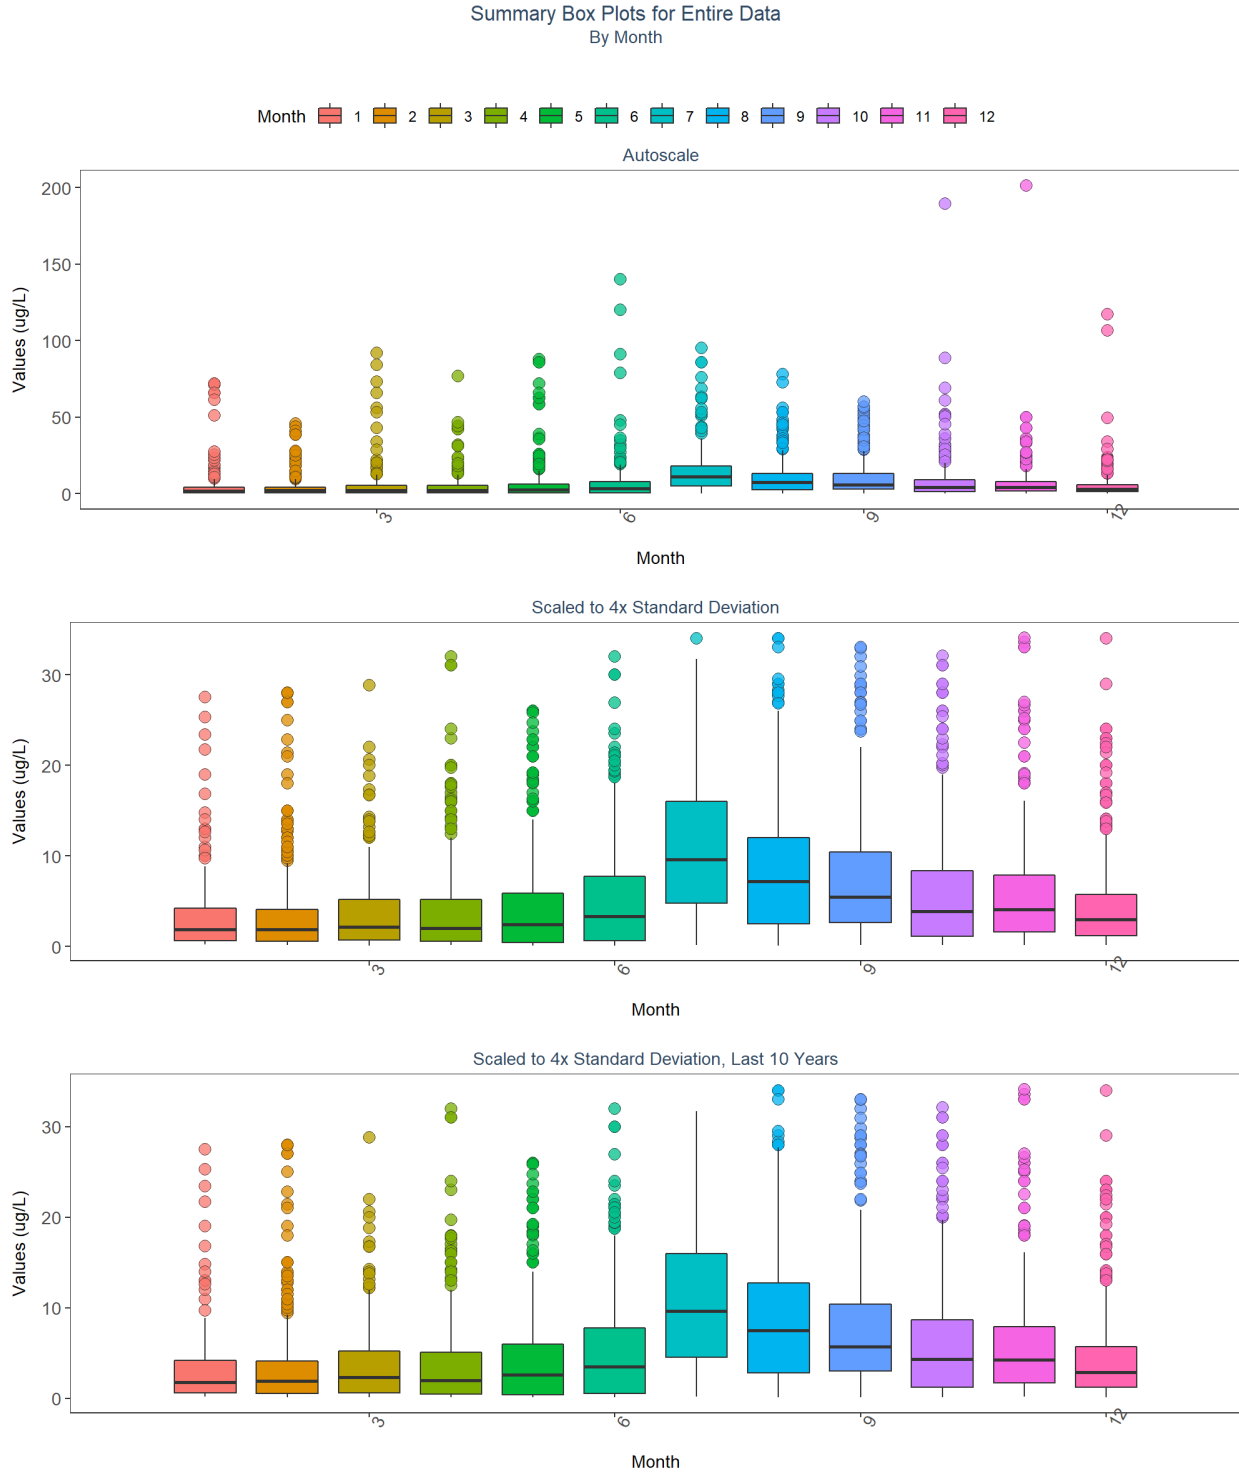 Summary Box Plots for Entire Data
By Month
Month 1 2 3 4 5 6 7 8 9 10 11 12
Autoscale
Values (ug/L)
200
150
100
50
0
3 6 9 12
Month
Scaled to 4x Standard Deviation
Values (ug/L)
30
20
10
0
3 6 9 12
Month
Scaled to 4x Standard Deviation, Last 10 Years
Values (ug/L)
30
20
10
0
3 6 9 12
Month